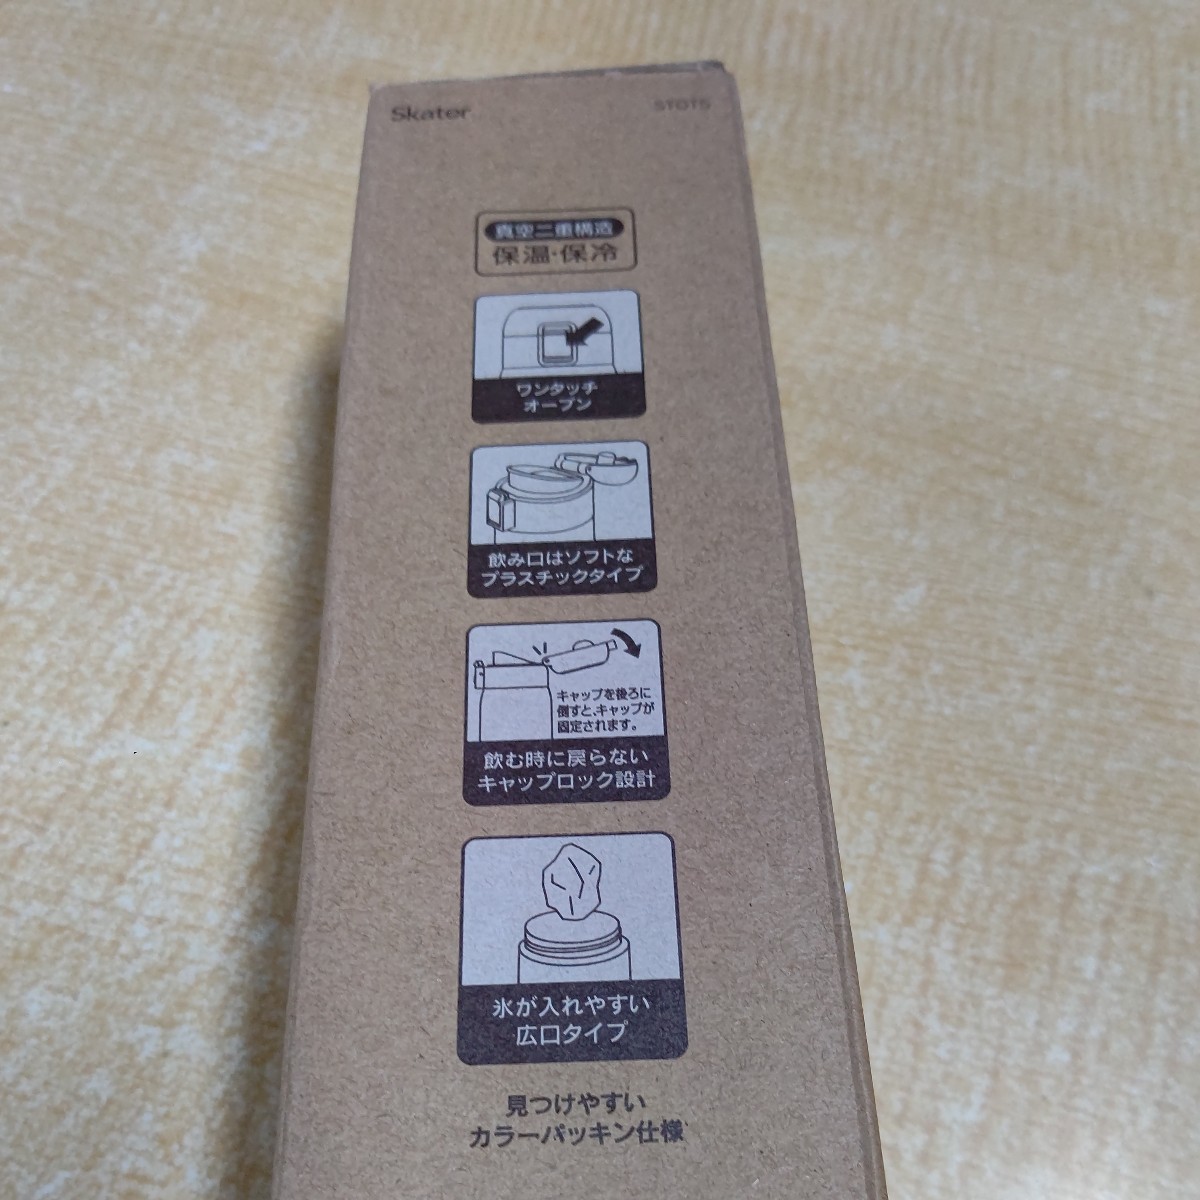 Skater
STDT5
真空二重構造
保温・保冷
ワンタッチ
オープン
飲み口はソフトな
プラスチックタイプ
キャップを後ろに
倒すと、キャップが
固定されます。
飲む時に戻らない
キャップロック設計
氷が入れやすい
広口タイプ
見つけやすい
カラーパッキン仕様